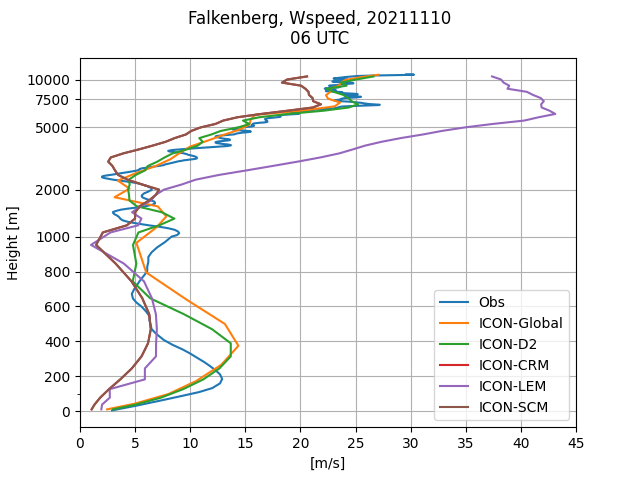 Falkenberg, Wspeed, 20211110
06 UTC
10000
7500
5000
2000
1000
800
600
400
200
0
Height [m]
Obs
ICON-Global
ICON-D2
ICON-CRM
ICON-LEM
ICON-SCM
0 5 10 15 20 25 30 35 40 45
[m/s]